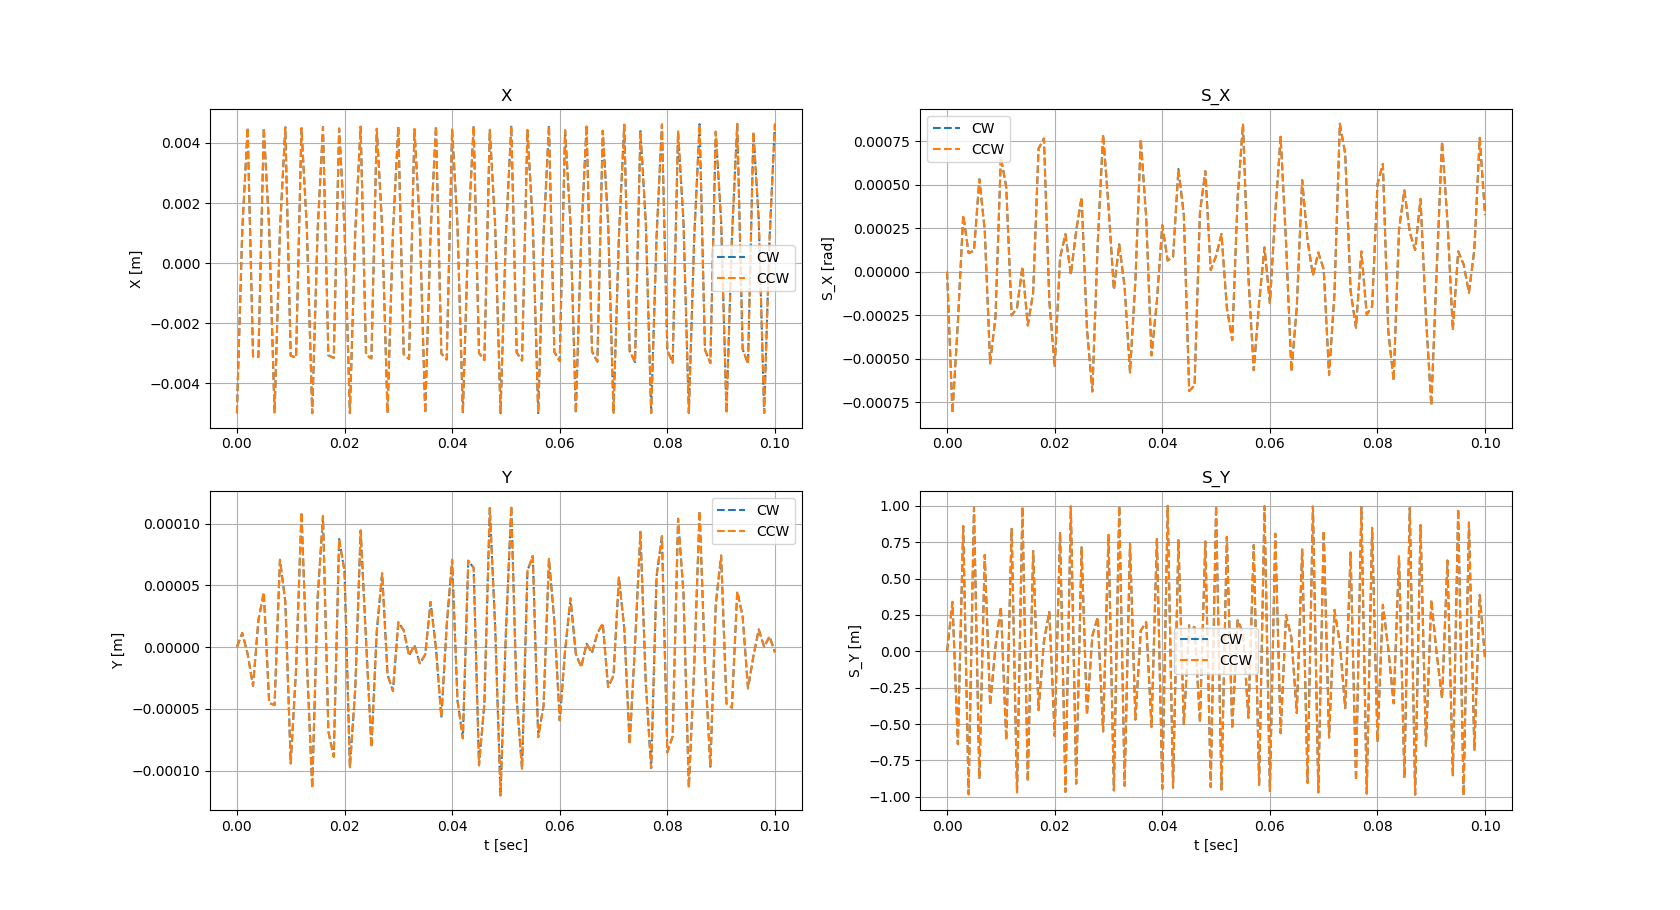 X
X [m]
0.004
0.002
0.000
−0.002
−0.004
0.00
0.02
0.04
0.06
0.08
0.10
CW
CCW
S_X
S_X [rad]
0.00075
0.00050
0.00025
0.00000
−0.00025
−0.00050
−0.00075
0.00
0.02
0.04
0.06
0.08
0.10
CW
CCW
Y
Y [m]
0.00010
0.00005
0.00000
−0.00005
−0.00010
0.00
0.02
0.04
0.06
0.08
0.10
t [sec]
CW
CCW
S_Y
S_Y [m]
1.00
0.75
0.50
0.25
0.00
−0.25
−0.50
−0.75
−1.00
0.00
0.02
0.04
0.06
0.08
0.10
t [sec]
CW
CCW